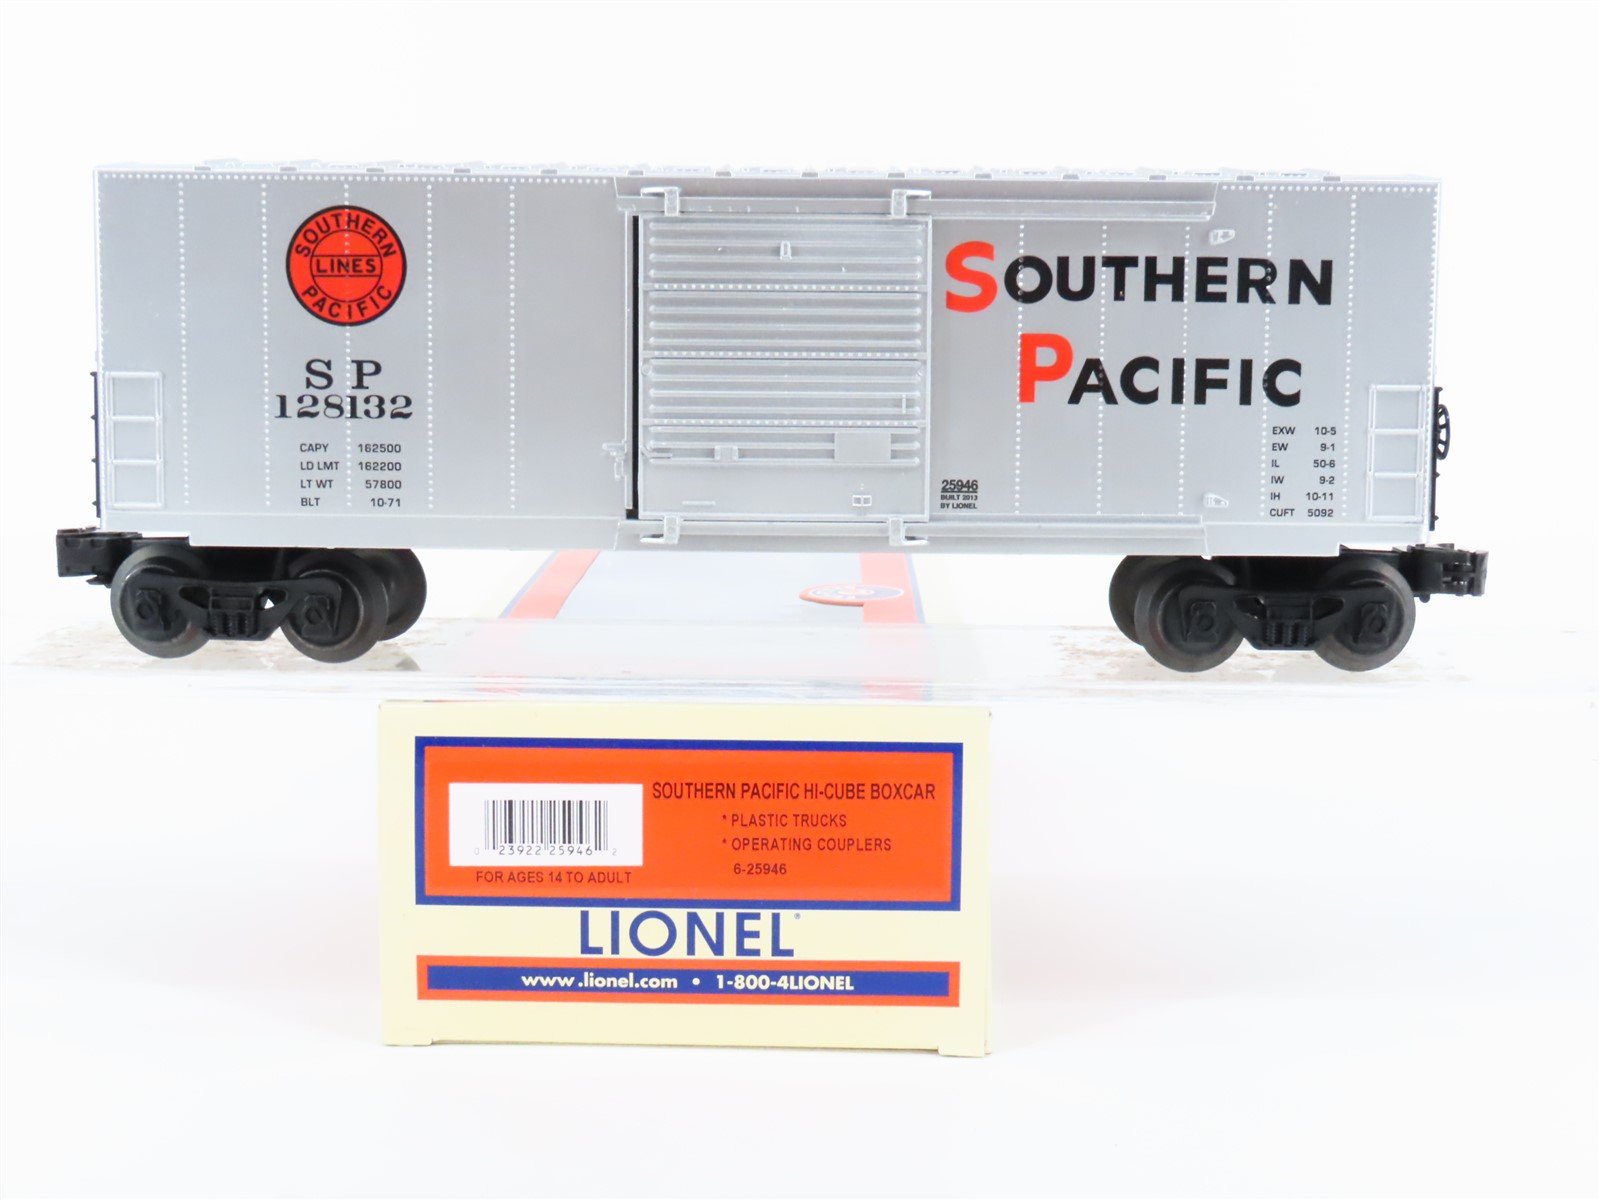 SOUTHERN
LINES
PACIFIC
SP
128132
CAPY 162500
LD LMT 162200
LT WT 57800
BLT 10-71
SOUTHERN
PACIFIC
25946
BUILT 2013
BY LIONEL
EXW 10-5
EW 9-1
IL 50-6
IW 9-2
IH 10-11
CUFT 5092
SOUTHERN PACIFIC HI-CUBE BOXCAR
* PLASTIC TRUCKS
* OPERATING COUPLERS
6-25946
0 23922 25946 2
FOR AGES 14 TO ADULT
LIONEL®
www.lionel.com • 1-800-4LIONEL